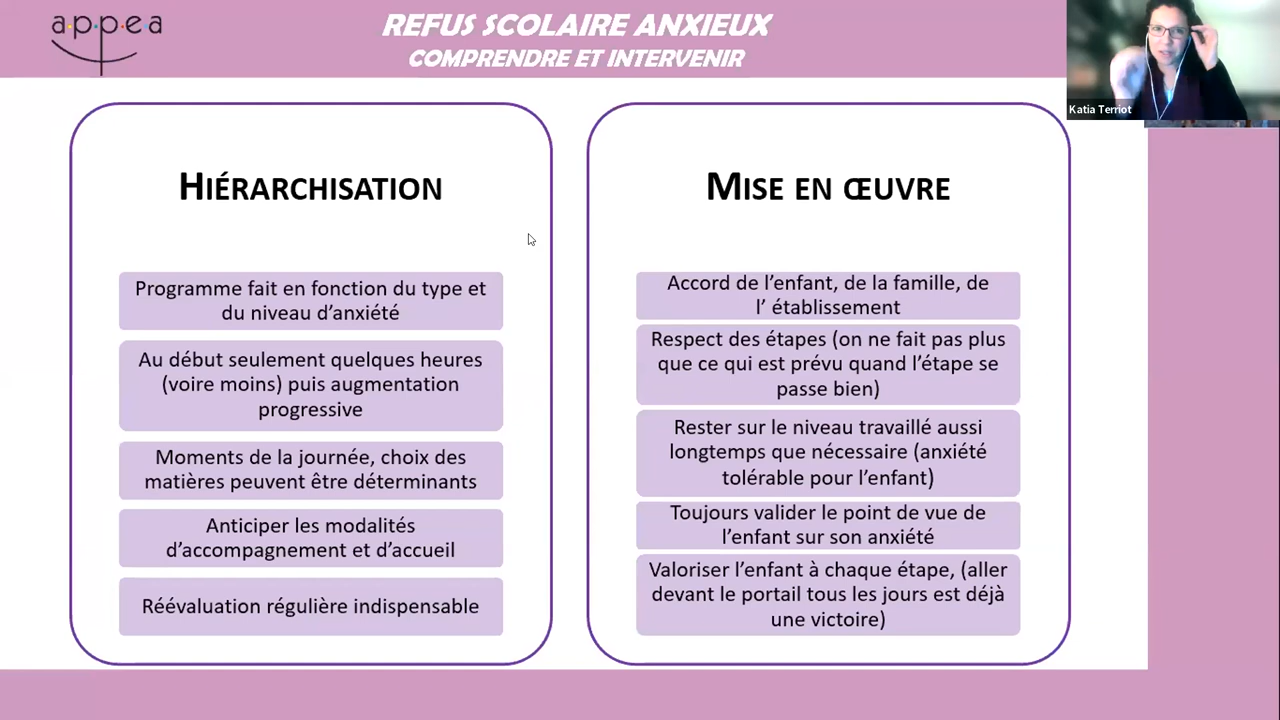 a·p·p·e·a
REFUS SCOLAIRE ANXIEUX
COMPRENDRE ET INTERVENIR
Katia Terriot
HIÉRARCHISATION
Programme fait en fonction du type et
du niveau d’anxiété
Au début seulement quelques heures
(voire moins) puis augmentation
progressive
Moments de la journée, choix des
matières peuvent être déterminants
Anticiper les modalités
d’accompagnement et d’accueil
Réévaluation régulière indispensable
MISE EN ŒUVRE
Accord de l’enfant, de la famille, de
l’ établissement
Respect des étapes (on ne fait pas plus
que ce qui est prévu quand l’étape se
passe bien)
Rester sur le niveau travaillé aussi
longtemps que nécessaire (anxiété
tolérable pour l’enfant)
Toujours valider le point de vue de
l’enfant sur son anxiété
Valoriser l’enfant à chaque étape, (aller
devant le portail tous les jours est déjà
une victoire)